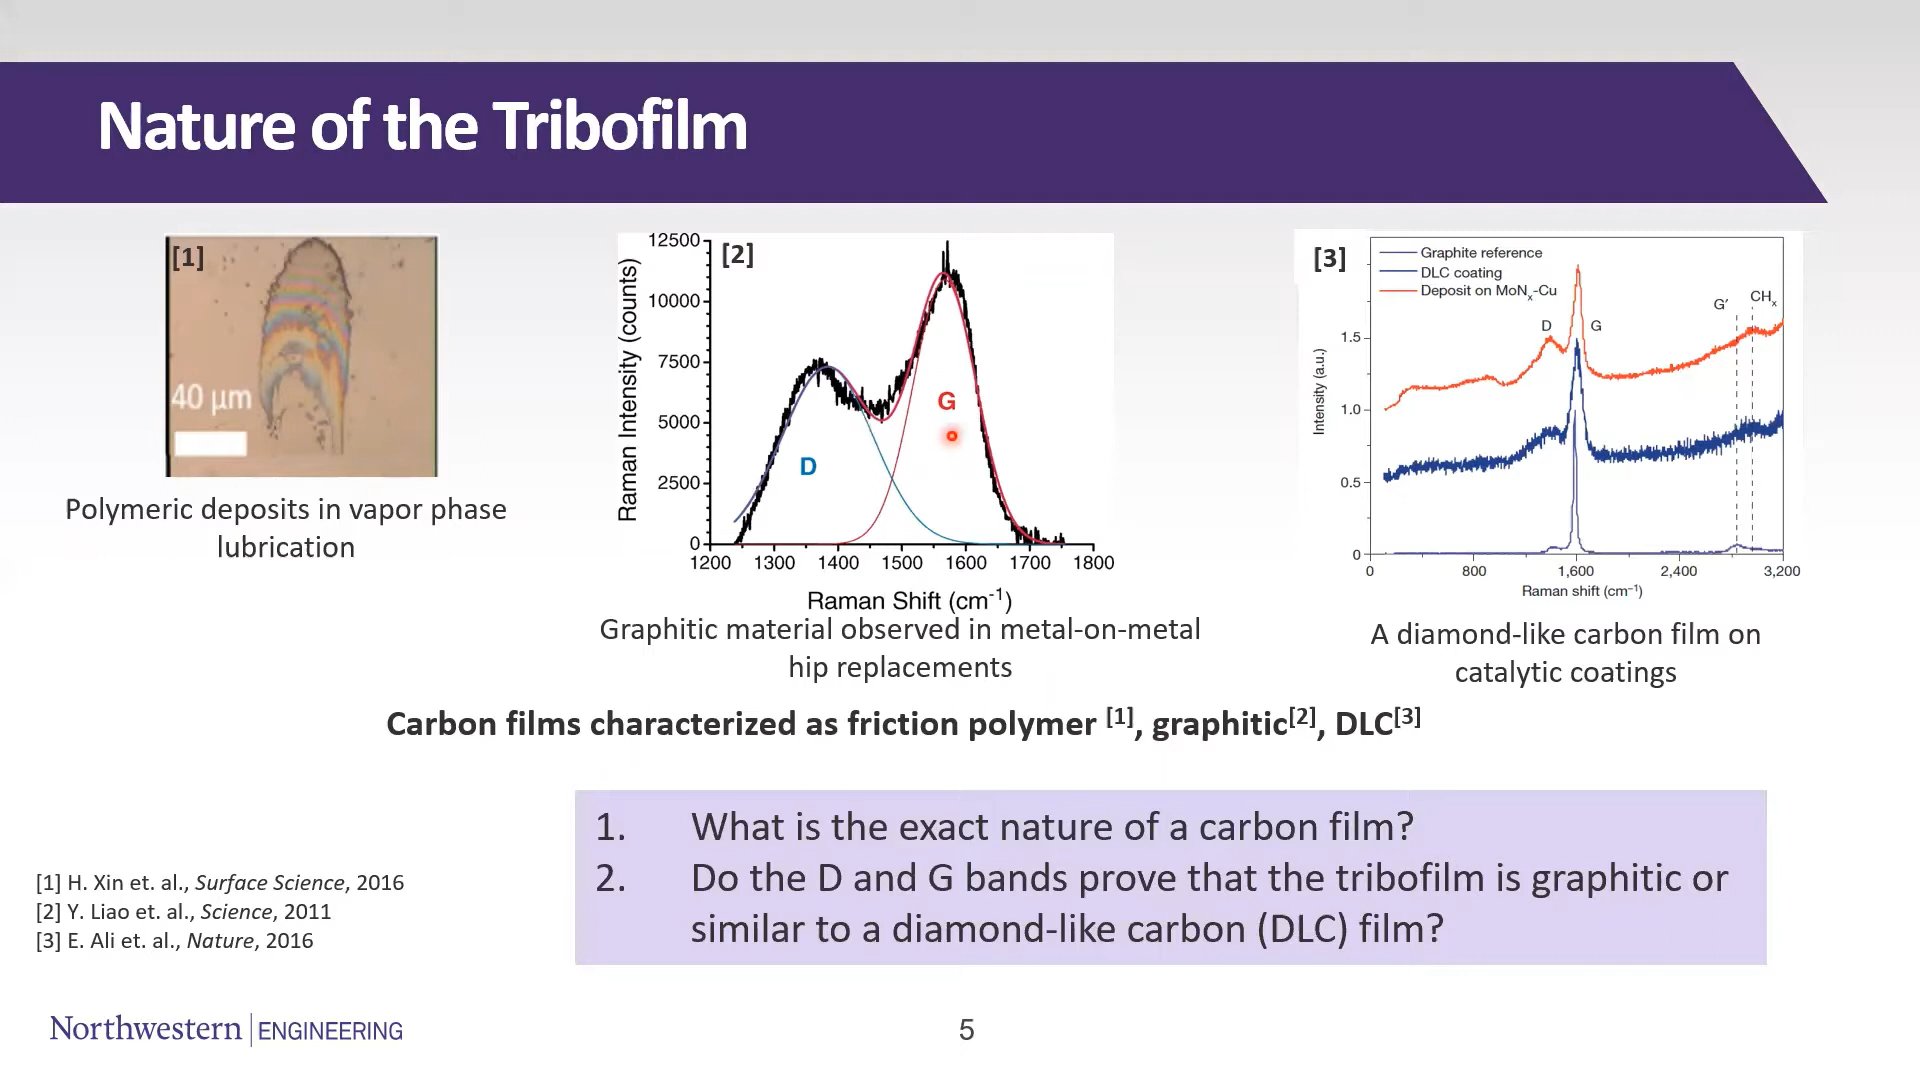 Nature of the Tribofilm
[1]
40 µm
Polymeric deposits in vapor phase
lubrication
[2]
Raman Intensity (counts)
12500
10000
7500
5000
2500
0
D
G
1200 1300 1400 1500 1600 1700 1800
Raman Shift (cm⁻¹)
Graphitic material observed in metal-on-metal
hip replacements
[3]
Graphite reference
DLC coating
Deposit on MoNₓ-Cu
D
G
G′
CHₓ
Intensity (a.u.)
1.5
1.0
0.5
0
0 800 1,600 2,400 3,200
Raman shift (cm⁻¹)
A diamond-like carbon film on
catalytic coatings
Carbon films characterized as friction polymer [1], graphitic[2], DLC[3]
1. What is the exact nature of a carbon film?
2. Do the D and G bands prove that the tribofilm is graphitic or
similar to a diamond-like carbon (DLC) film?
[1] H. Xin et. al., Surface Science, 2016
[2] Y. Liao et. al., Science, 2011
[3] E. Ali et. al., Nature, 2016
Northwestern | ENGINEERING
5